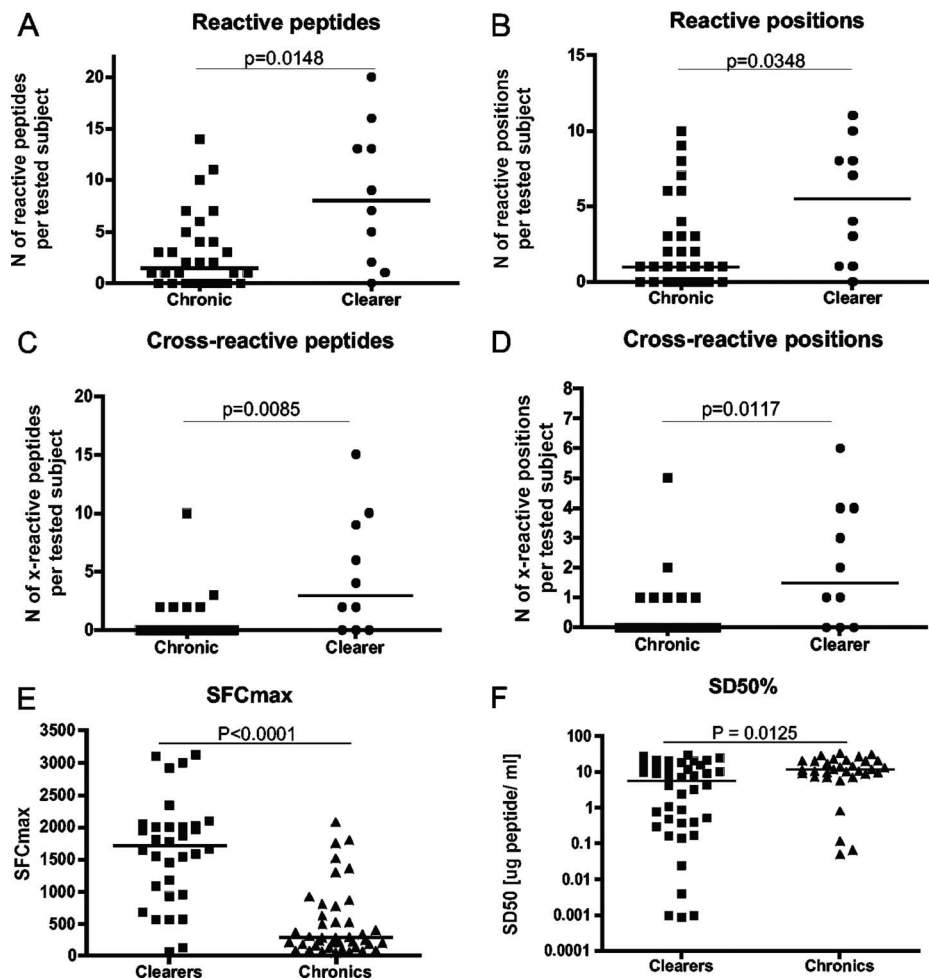 A
Reactive peptides
p=0.0148
N of reactive peptides
per tested subject
20
15
10
5
0
Chronic
Clearer
B
Reactive positions
p=0.0348
N of reactive positions
per tested subject
15
10
5
0
Chronic
Clearer
C
Cross-reactive peptides
p=0.0085
N of x-reactive peptides
per tested subject
20
15
10
5
0
Chronic
Clearer
D
Cross-reactive positions
p=0.0117
N of x-reactive positions
per tested subject
8
7
6
5
4
3
2
1
0
Chronic
Clearer
E
SFCmax
P<0.0001
SFCmax
3500
3000
2500
2000
1500
1000
500
0
Clearers
Chronics
F
SD50%
P = 0.0125
SD50 [ug peptide/ ml]
100
10
1
0.1
0.01
0.001
0.0001
Clearers
Chronics